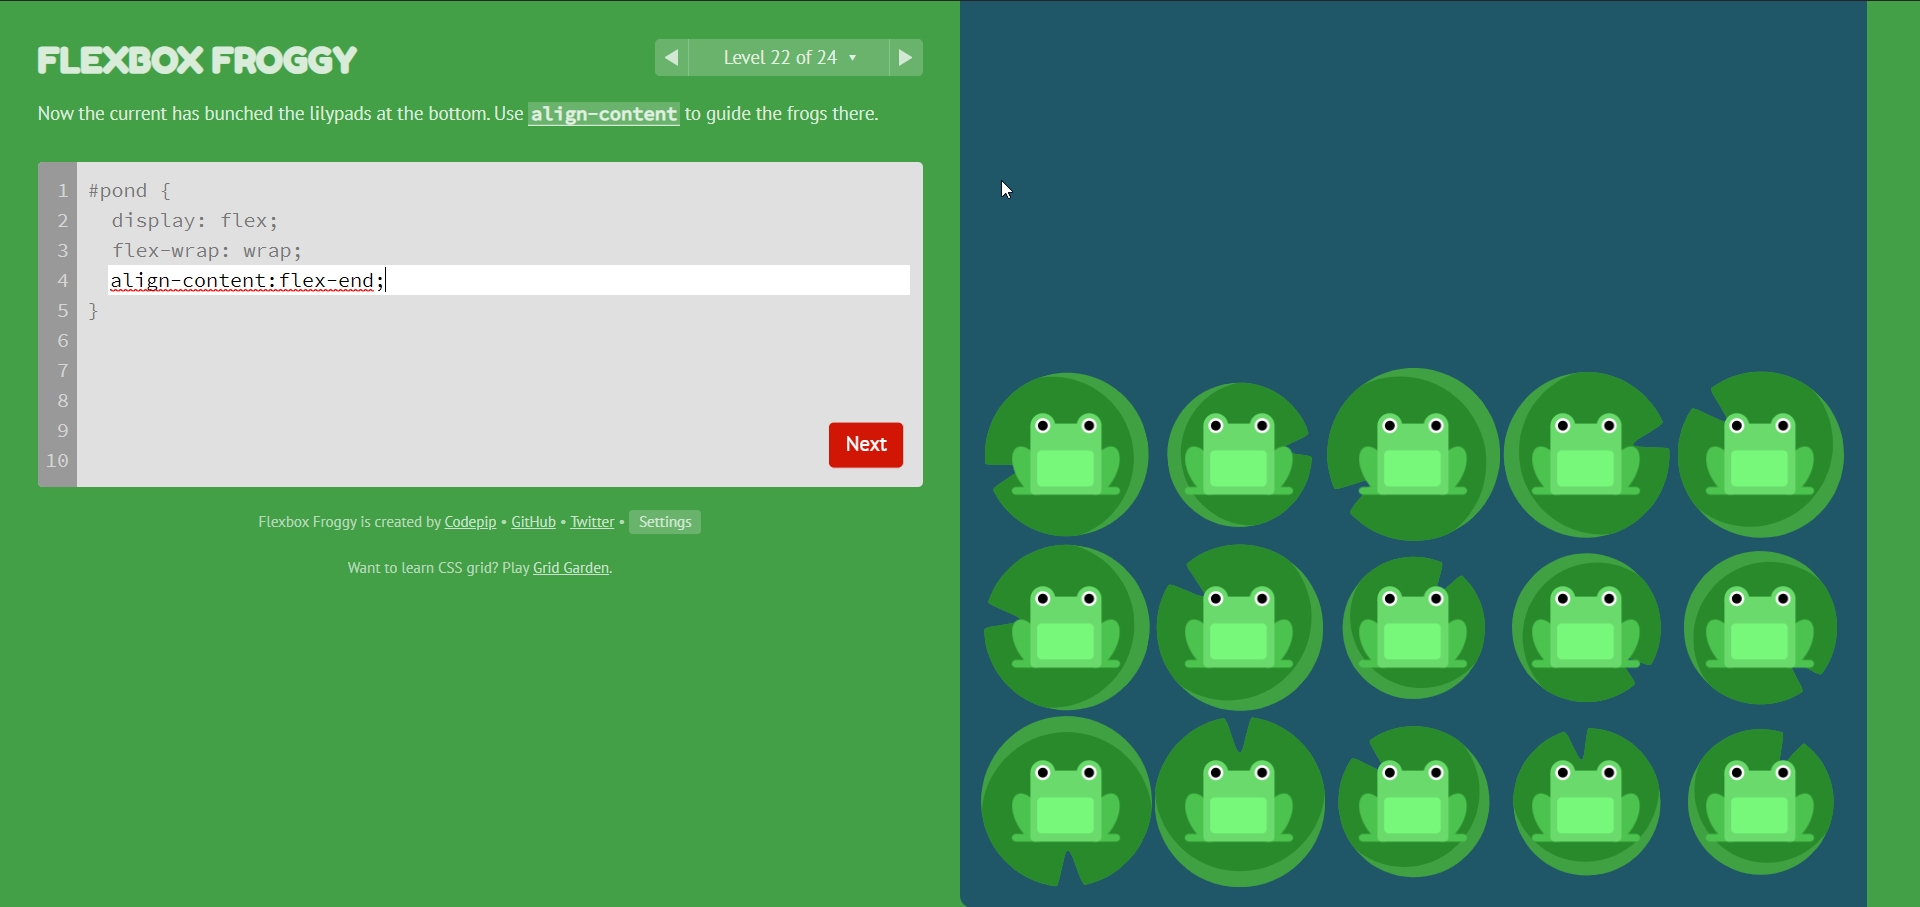 FLEXBOX FROGGY
◀ Level 22 of 24 ▼ ▶
Now the current has bunched the lilypads at the bottom. Use align-content to guide the frogs there.
1 #pond {
2 display: flex;
3 flex-wrap: wrap;
4 align-content:flex-end;
5 }
6
7
8
9
10
Next
Flexbox Froggy is created by Codepip • GitHub • Twitter • Settings
Want to learn CSS grid? Play Grid Garden.